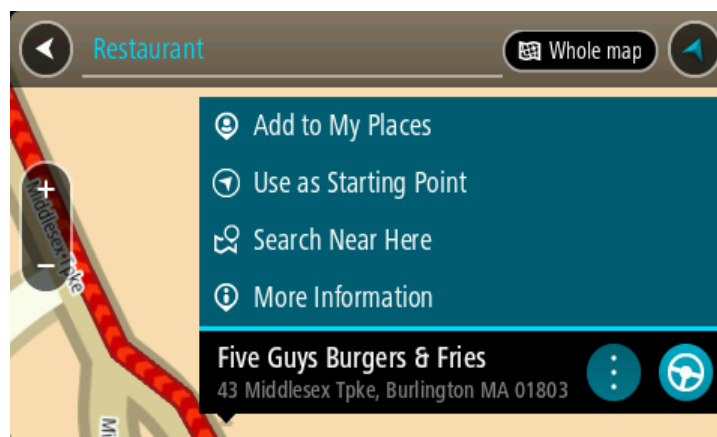 Restaurant
Whole map
Add to My Places
Use as Starting Point
Search Near Here
More Information
Five Guys Burgers & Fries
43 Middlesex Tpke, Burlington MA 01803
+
Middlesex Tpke
−
Mi